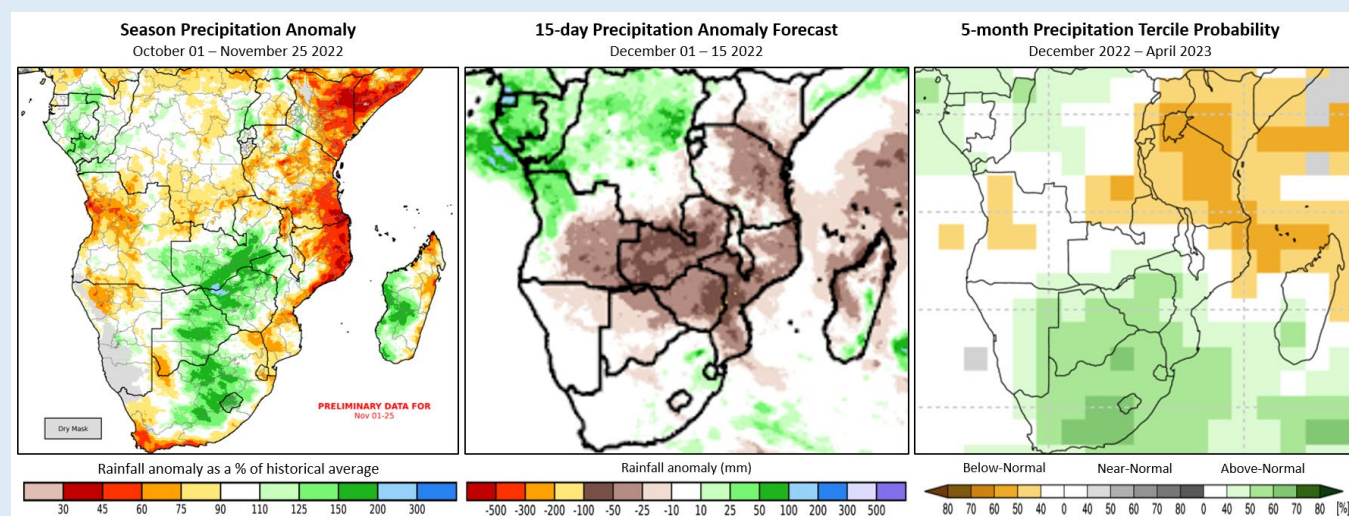 Season Precipitation Anomaly
October 01 – November 25 2022
PRELIMINARY DATA FOR
Nov 01-25
Dry Mask
Rainfall anomaly as a % of historical average
30 45 60 75 90 110 125 150 200 300
15-day Precipitation Anomaly Forecast
December 01 – 15 2022
Rainfall anomaly (mm)
-500 -300 -200 -100 -50 -25 -10 10 25 50 100 200 300 500
5-month Precipitation Tercile Probability
December 2022 – April 2023
Below-Normal Near-Normal Above-Normal
80 70 60 50 40 0 40 50 60 70 80 0 40 50 60 70 80 [%]